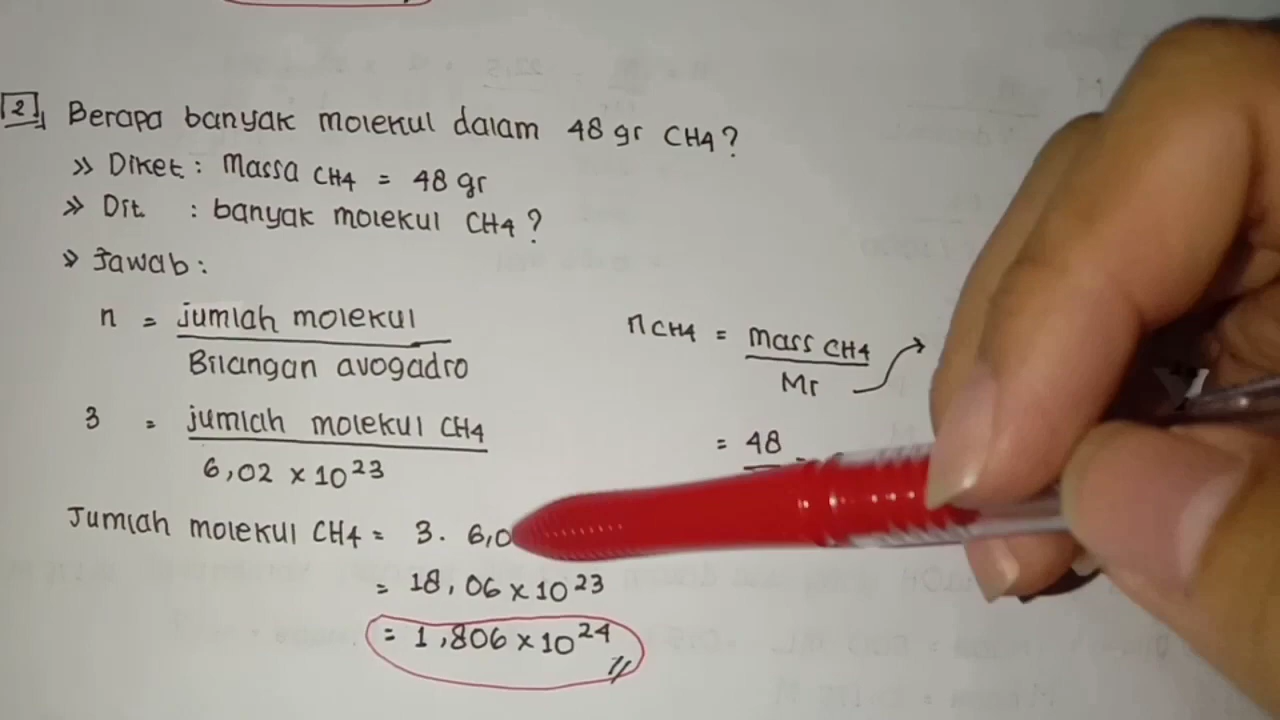 2. Berapa banyak molekul dalam 48 gr CH4?
>> Diket : Massa CH4 = 48 gr
>> Dit : banyak molekul CH4?
>> Jawab :
n = jumlah molekul
Bilangan avogadro
3 = jumlah molekul CH4
6,02 x 10^23
Jumlah molekul CH4 = 3. 6,0
= 18,06 x 10^23
= 1,806 x 10^24 //
n CH4 = mass CH4
Mr
= 48